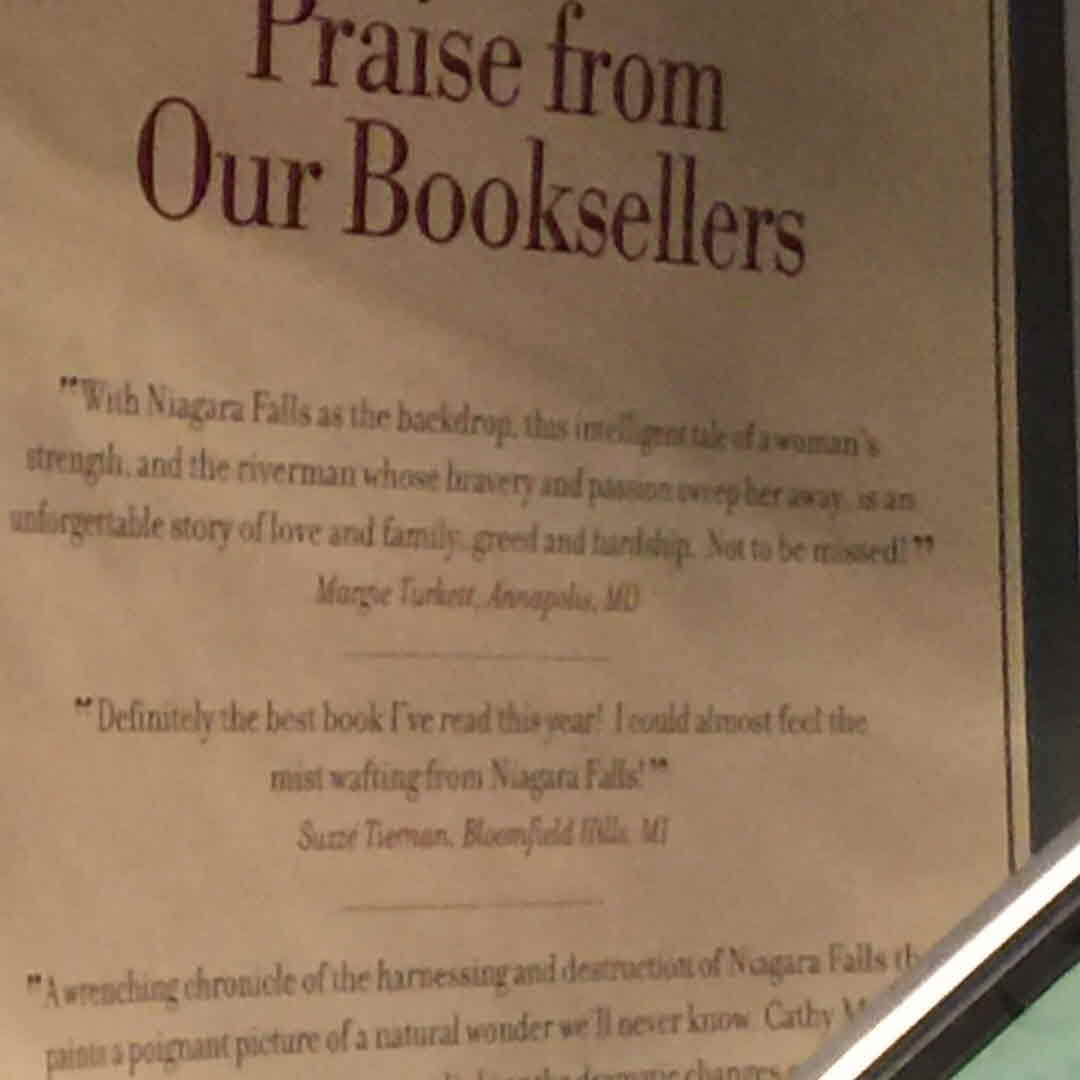 Praise from
Our Booksellers
"With Niagara Falls as the backdrop, this intelligent tale of a woman's
strength, and the riverman whose bravery and passion sweep her away, is an
unforgettable story of love and family, greed and hardship. Not to be missed!"
Margie Turkett, Annapolis, MD
"Definitely the best book I've read this year! I could almost feel the
mist wafting from Niagara Falls!"
Suzzé Tiernan, Bloomfield Hills, MI
"A wrenching chronicle of the harnessing and destruction of Niagara Falls
paints a poignant picture of a natural wonder we'll never know. Cathy
changes